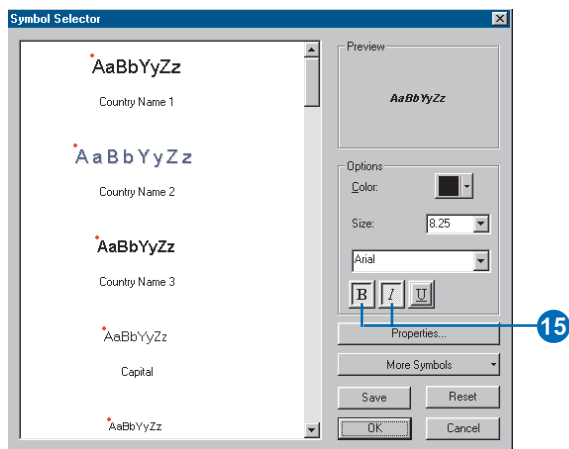 Symbol Selector
AaBbYyZz
Country Name 1
AaBbYyZz
Country Name 2
AaBbYyZz
Country Name 3
AaBbYyZz
Capital
AaBbYyZz
Preview
AaBbYyZz
Options
Color:
Size:
8.25
Arial
B I U
15
Properties...
More Symbols
Save Reset
OK Cancel